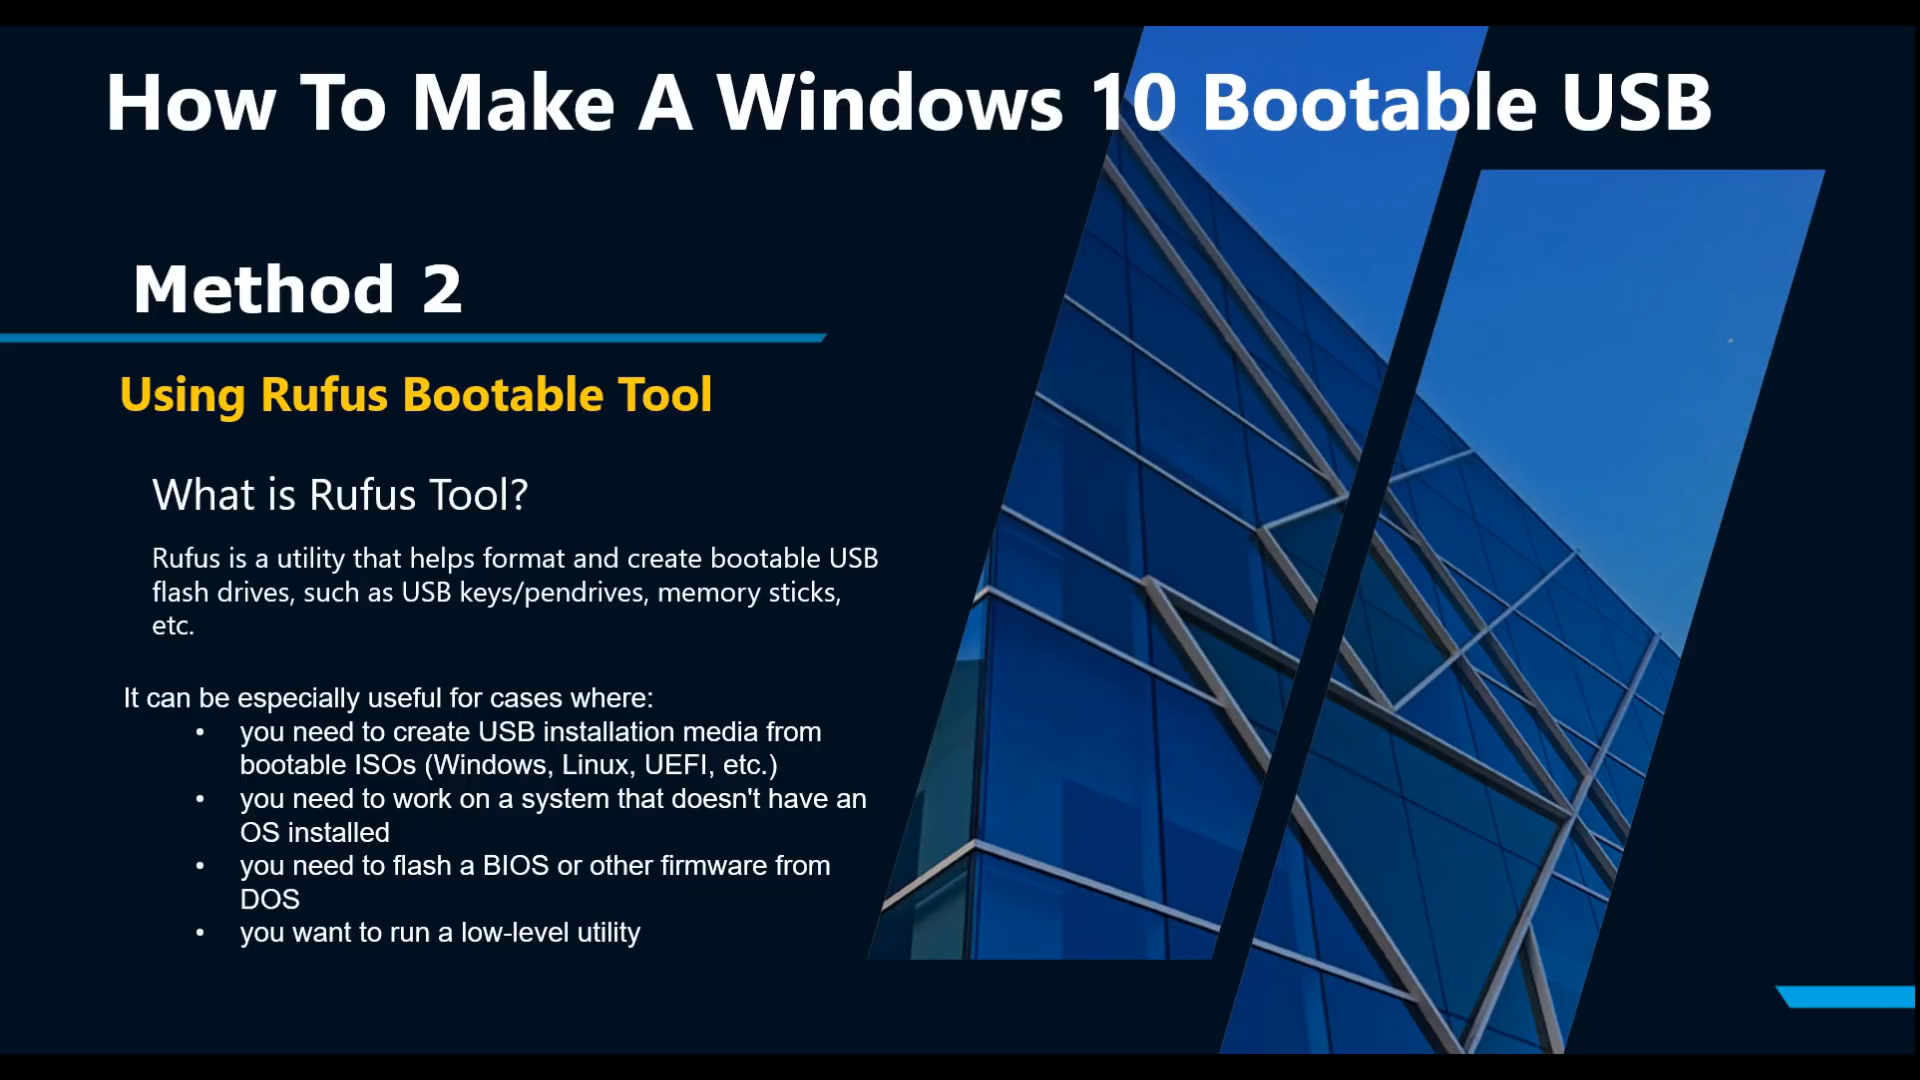 How To Make A Windows 10 Bootable USB
Method 2
Using Rufus Bootable Tool
What is Rufus Tool?
Rufus is a utility that helps format and create bootable USB
flash drives, such as USB keys/pendrives, memory sticks,
etc.
It can be especially useful for cases where:
• you need to create USB installation media from
bootable ISOs (Windows, Linux, UEFI, etc.)
• you need to work on a system that doesn't have an
OS installed
• you need to flash a BIOS or other firmware from
DOS
• you want to run a low-level utility